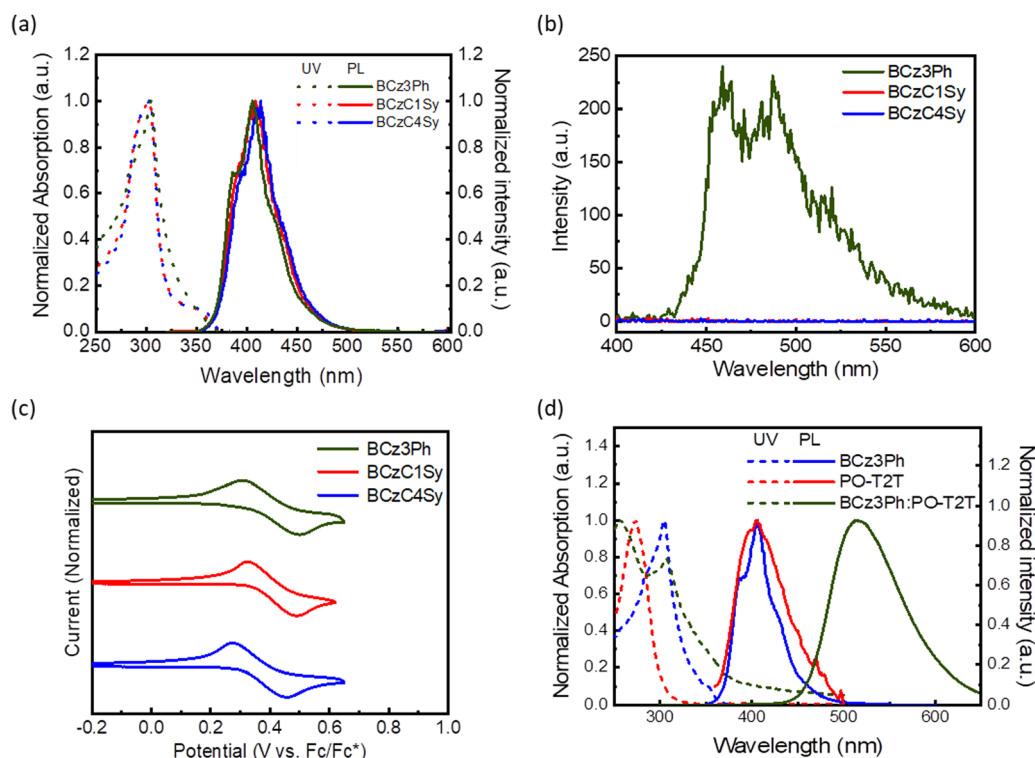 (a)
Normalized Absorption (a.u.)
1.2
1.0
0.8
0.6
0.4
0.2
0.0
UV PL
BCz3Ph
BCzC1Sy
BCzC4Sy
1.2
1.0
0.8
0.6
0.4
0.2
0.0
Normalized intensity (a.u.)
250 300 350 400 450 500 550 600
Wavelength (nm)
(b)
Intensity (a.u.)
250
200
150
100
50
0
BCz3Ph
BCzC1Sy
BCzC4Sy
400 450 500 550 600
Wavelength (nm)
(c)
Current (Normalized)
BCz3Ph
BCzC1Sy
BCzC4Sy
-0.2 0.0 0.2 0.4 0.6 0.8 1.0
Potential (V vs. Fc/Fc*)
(d)
Normalized Absorption (a.u.)
1.4
1.2
1.0
0.8
0.6
0.4
0.2
0.0
UV PL
BCz3Ph
PO-T2T
BCz3Ph:PO-T2T
1.2
1.0
0.8
0.6
0.4
0.2
0.0
Normalized intensity (a.u.)
300 400 500 600
Wavelength (nm)